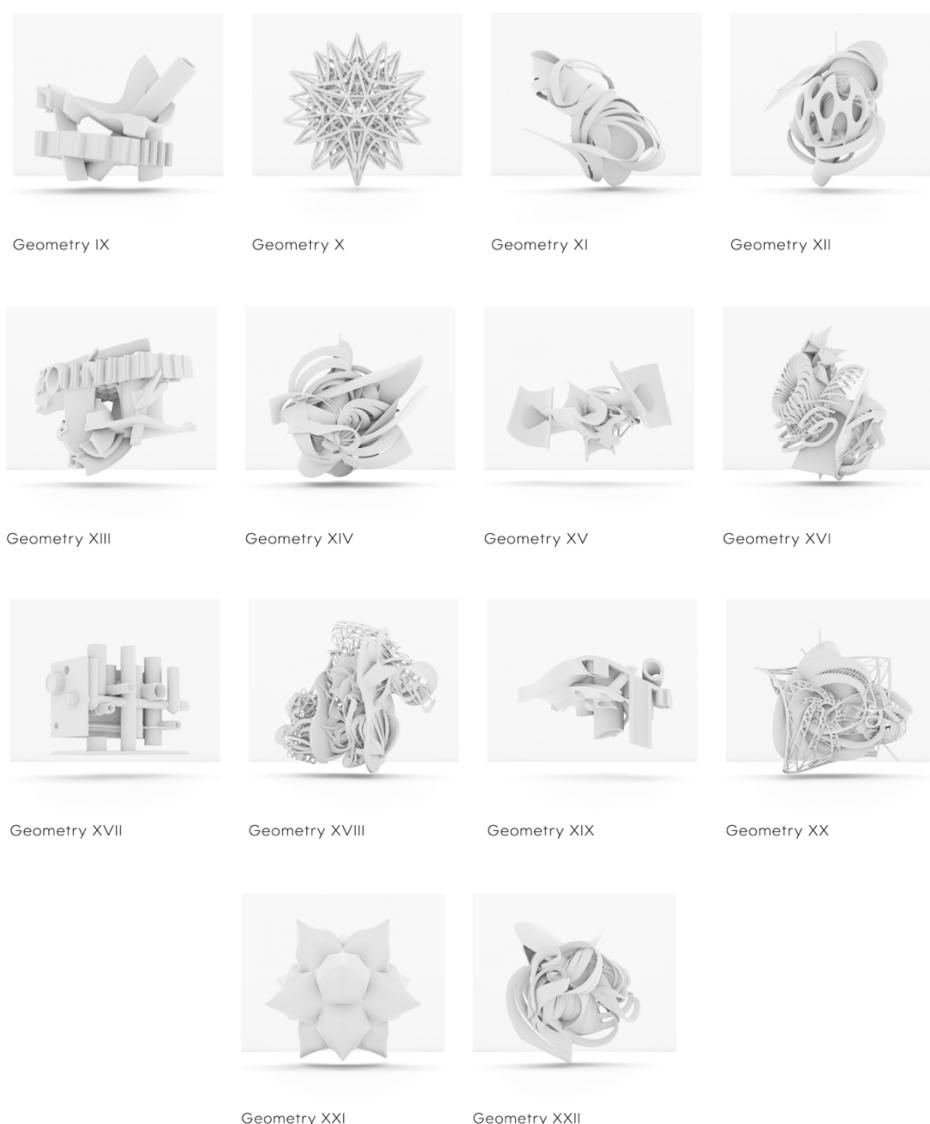 Geometry IX
Geometry X
Geometry XI
Geometry XII
Geometry XIII
Geometry XIV
Geometry XV
Geometry XVI
Geometry XVII
Geometry XVIII
Geometry XIX
Geometry XX
Geometry XXI
Geometry XXII